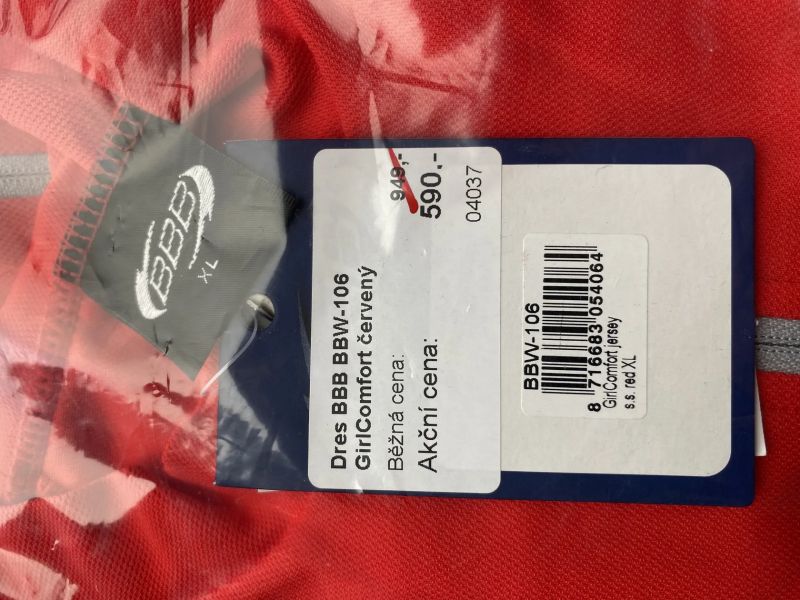 BBB
XL
Dres BBB BBW-106
GirlComfort červený
Běžná cena: 949,-
Akční cena: 590,-
04037
BBW-106
8 716683 054064
GirlComfort jersey
s.s. red XL